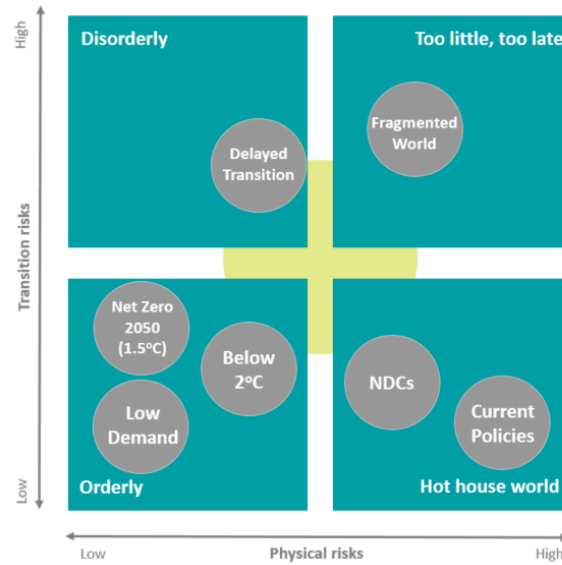 High
Disorderly
Too little, too late
Fragmented
World
Delayed
Transition
Transition risks
Net Zero
2050
(1.5°C)
Below
2°C
NDCs
Low
Demand
Current
Policies
Low
Orderly
Hot house world
Low
Physical risks
High